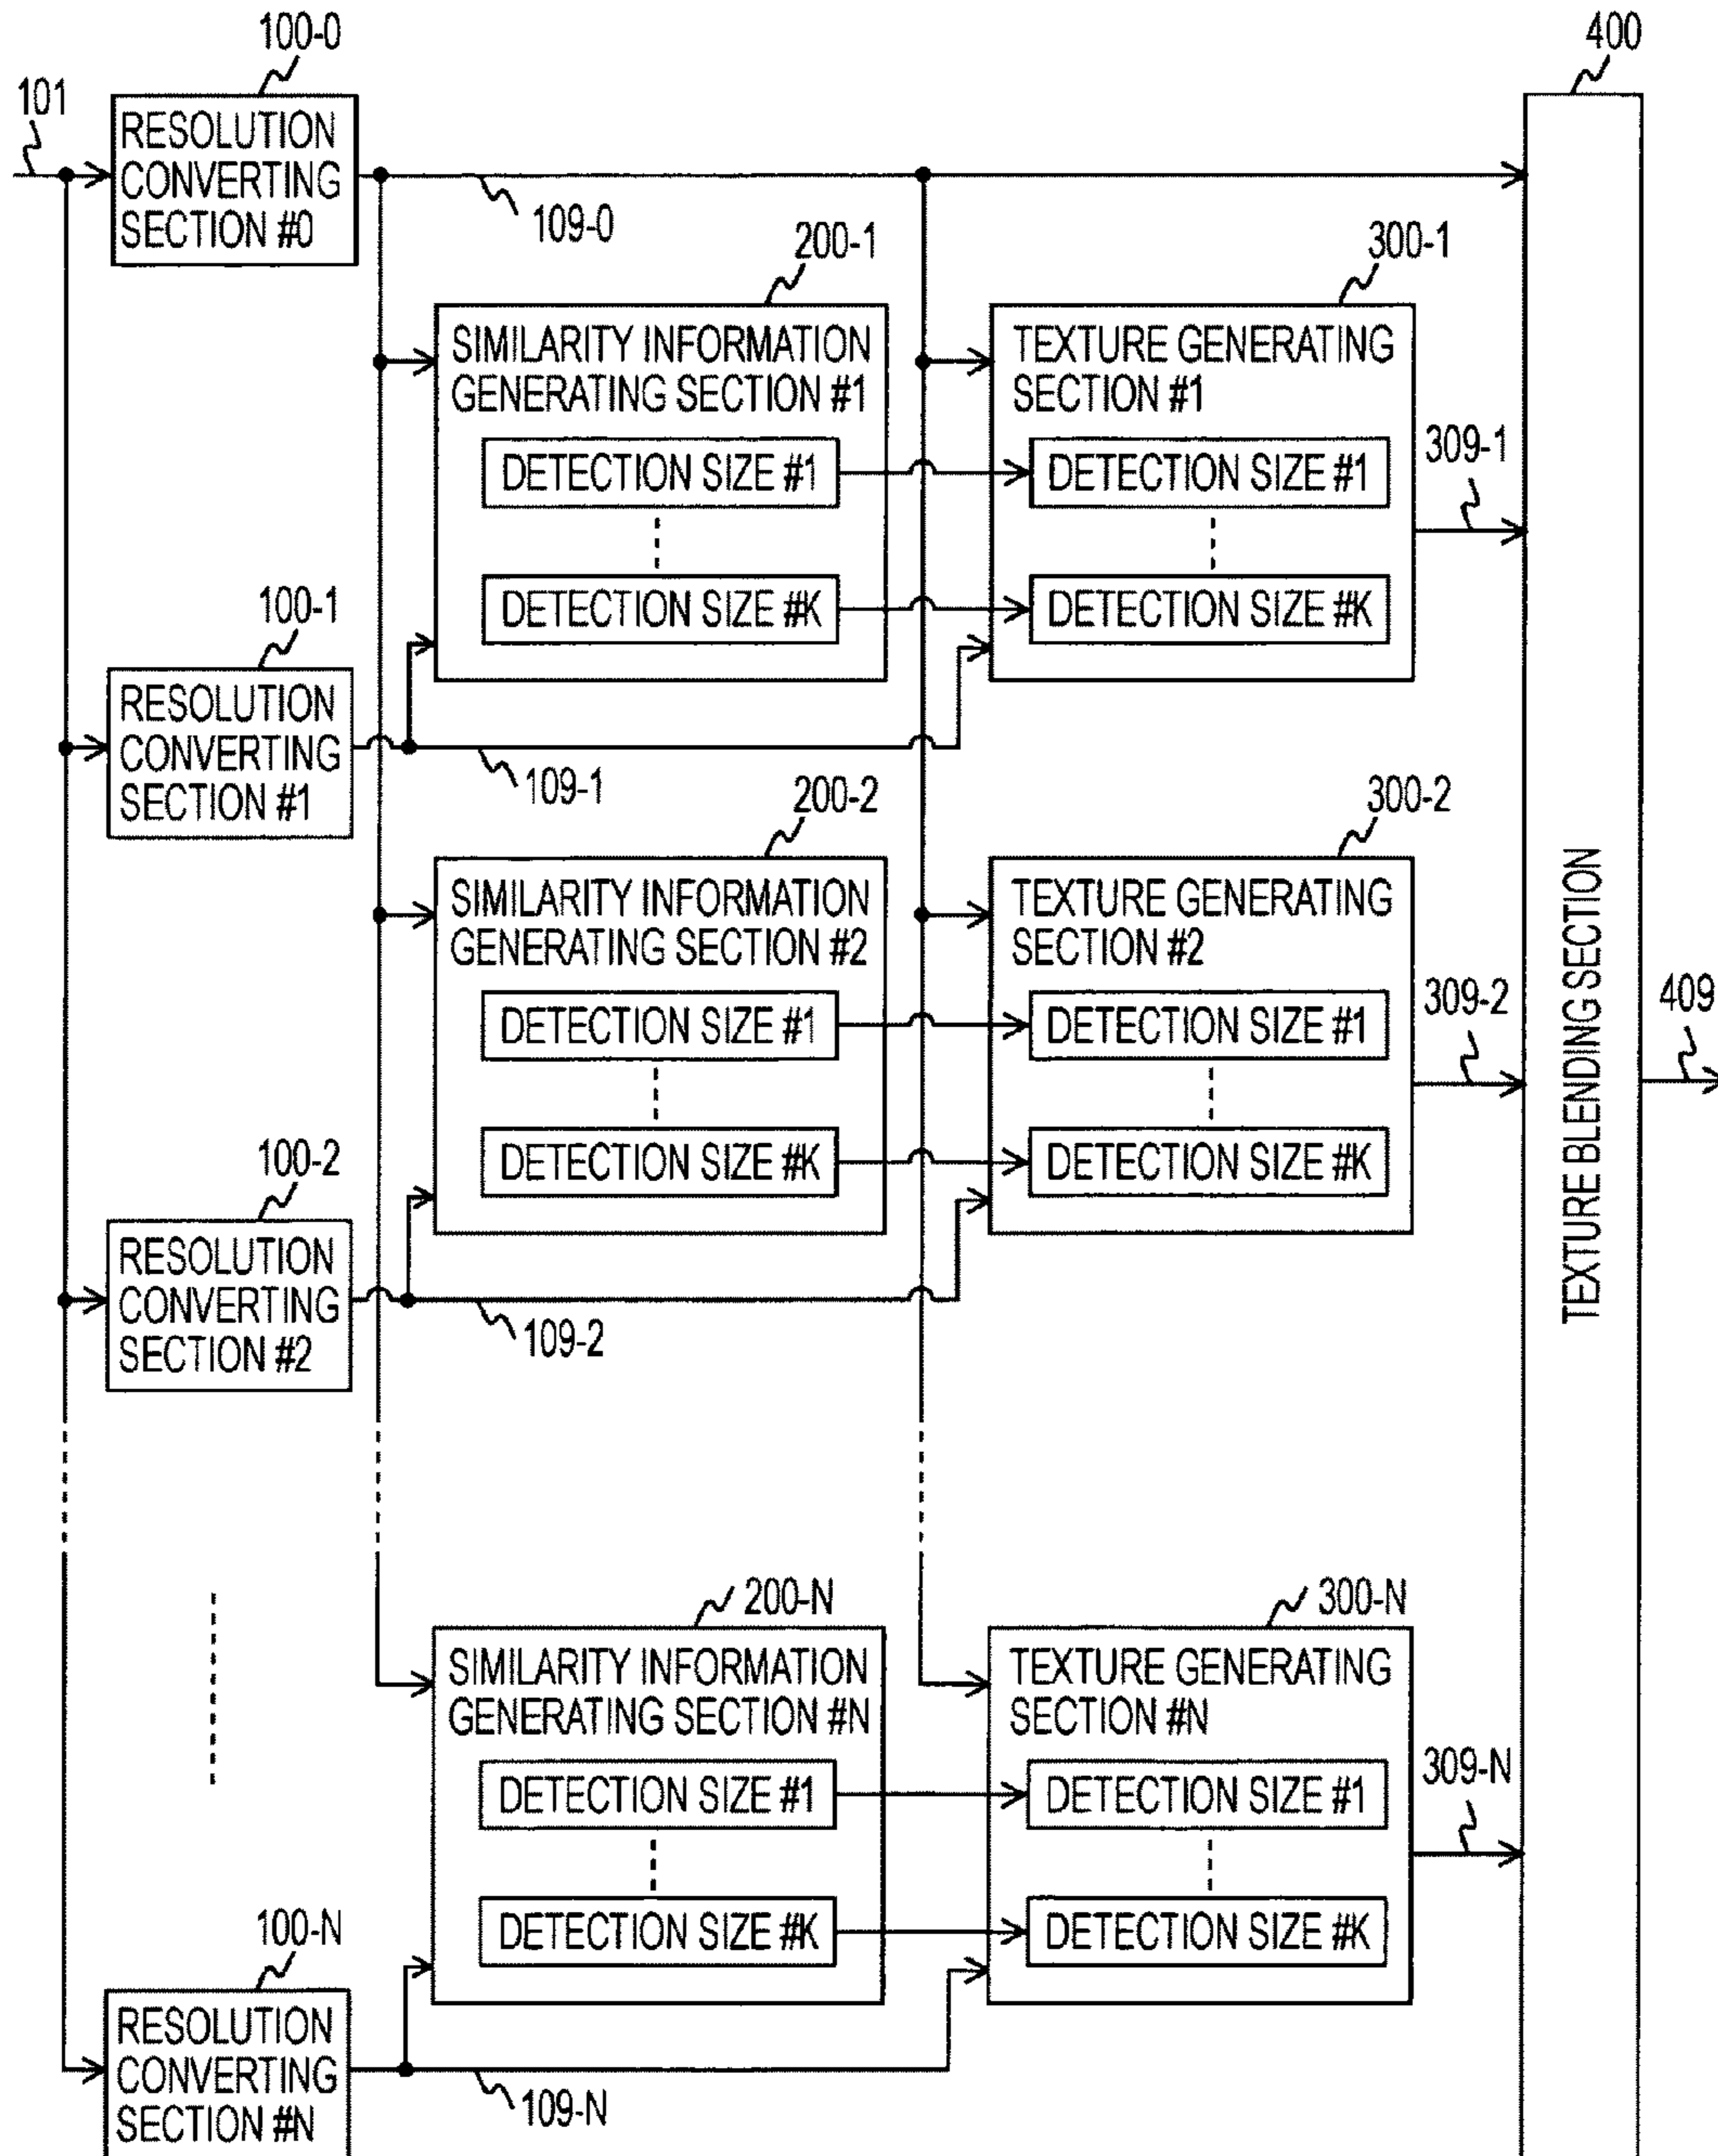 100-0
400
101
RESOLUTION
CONVERTING
SECTION #0
109-0
200-1
300-1
SIMILARITY INFORMATION
GENERATING SECTION #1
TEXTURE GENERATING
SECTION #1
DETECTION SIZE #1
DETECTION SIZE #1
309-1
DETECTION SIZE #K
DETECTION SIZE #K
100-1
RESOLUTION
CONVERTING
SECTION #1
109-1
200-2
300-2
SIMILARITY INFORMATION
GENERATING SECTION #2
TEXTURE GENERATING
SECTION #2
DETECTION SIZE #1
DETECTION SIZE #1
309-2
DETECTION SIZE #K
DETECTION SIZE #K
TEXTURE BLENDING SECTION
409
100-2
RESOLUTION
CONVERTING
SECTION #2
109-2
200-N
300-N
SIMILARITY INFORMATION
GENERATING SECTION #N
TEXTURE GENERATING
SECTION #N
DETECTION SIZE #1
DETECTION SIZE #1
309-N
DETECTION SIZE #K
DETECTION SIZE #K
100-N
RESOLUTION
CONVERTING
SECTION #N
109-N